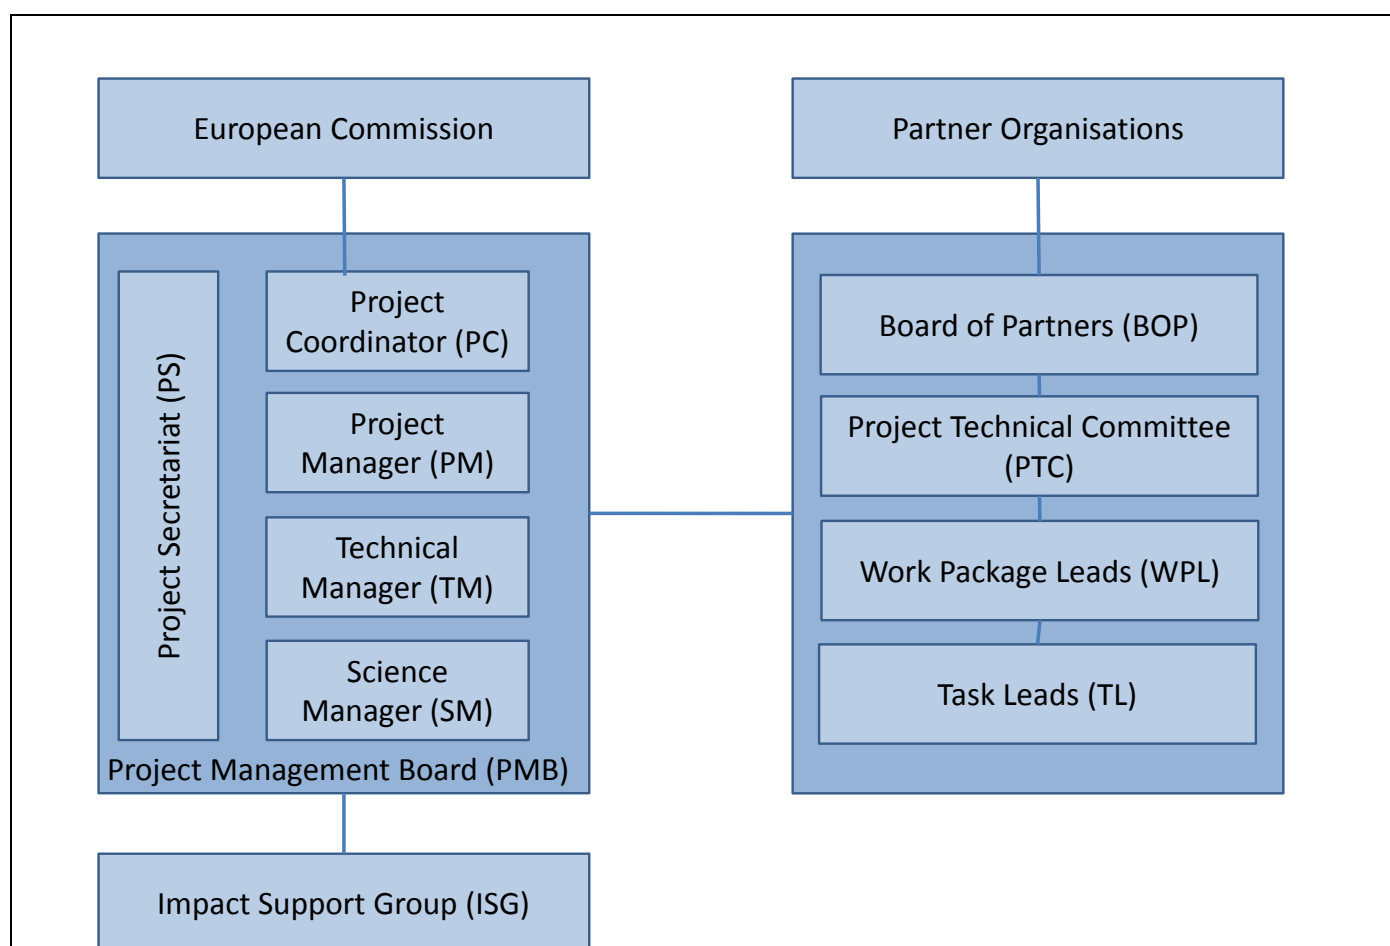 European Commission
Project Secretariat (PS)
Project
Coordinator (PC)
Project
Manager (PM)
Technical
Manager (TM)
Science
Manager (SM)
Project Management Board (PMB)
Impact Support Group (ISG)
Partner Organisations
Board of Partners (BOP)
Project Technical Committee
(PTC)
Work Package Leads (WPL)
Task Leads (TL)